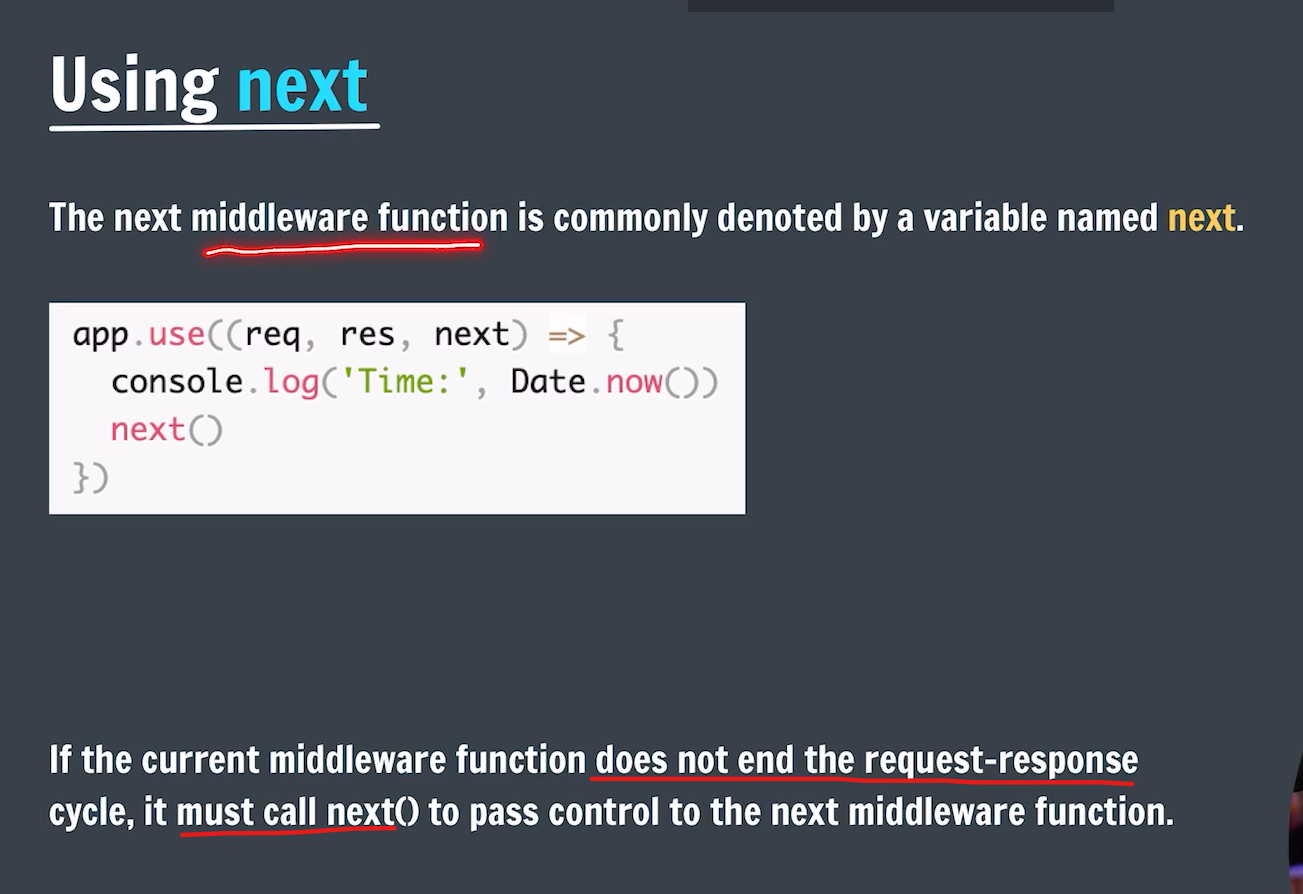 Using next
The next middleware function is commonly denoted by a variable named next.
app.use((req, res, next) => {
  console.log('Time:', Date.now())
  next()
})
If the current middleware function does not end the request-response
cycle, it must call next() to pass control to the next middleware function.